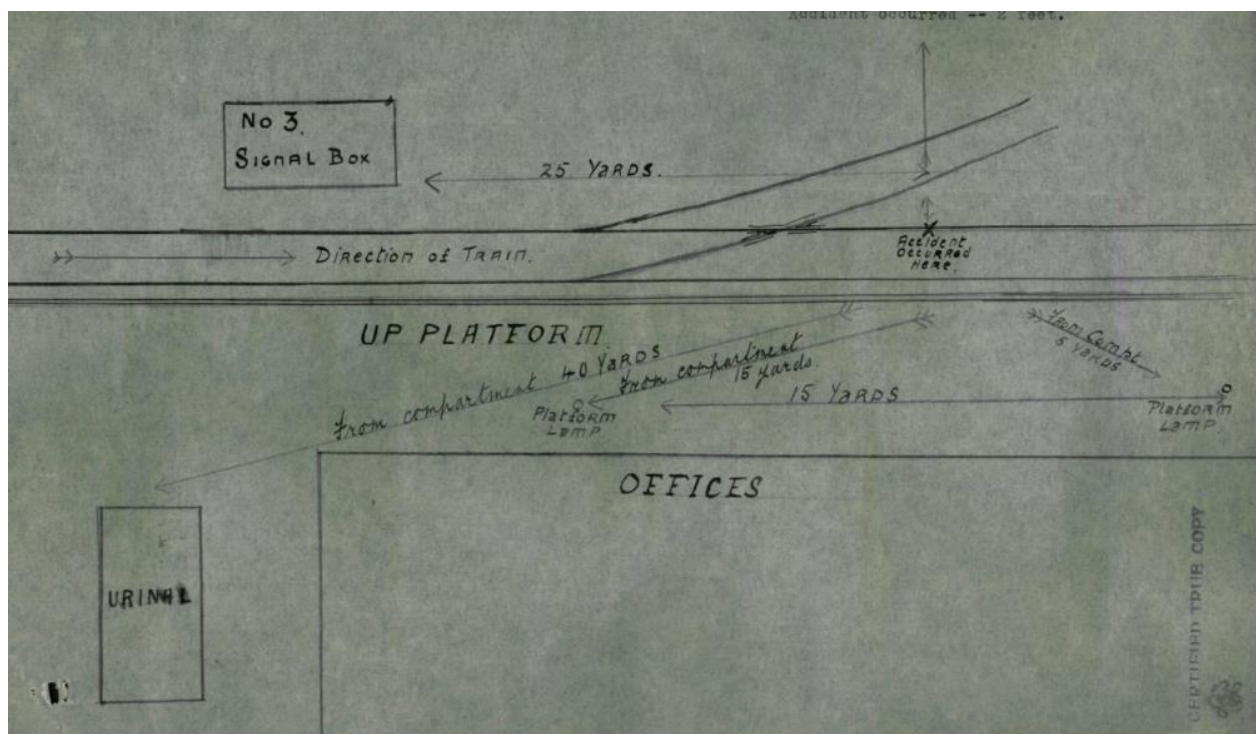 Accident occurred -- 2 feet.
No 3.
SIGNAL BOX
25 YARDS.
Direction of TRAIN.
Accident
Occurred
Here.
UP PLATFORM
From compartment 40 YARDS
From compartment
15 yards.
From Compt
5 YARDS
15 YARDS
Platform
Lamp
Platform
Lamp.
OFFICES
URINAL
CERTIFIED TRUE COPY